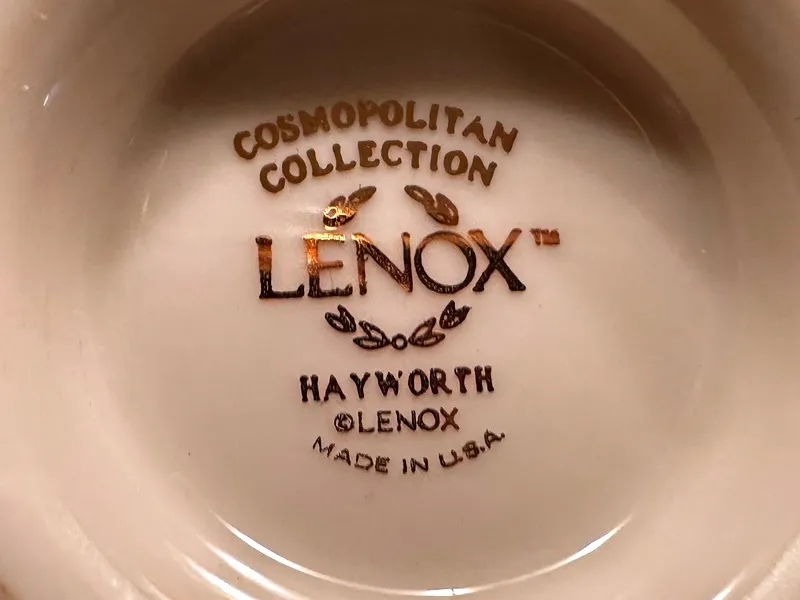 COSMOPOLITAN
COLLECTION
LENOX™
HAYWORTH
©LENOX
MADE IN U.S.A.